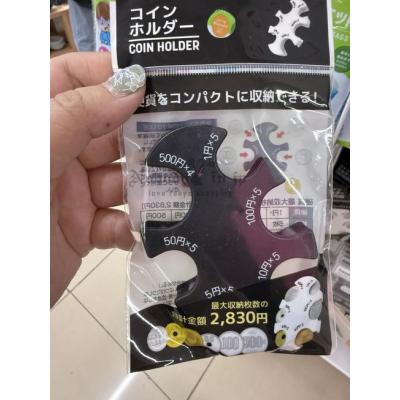 コイン
ホルダー
COIN HOLDER
硬貨をコンパクトに収納できる!
1円×5
500円×4
100円×5
50円×5
10円×5
5円×5
最大収納枚数の
合計金額 2,830円